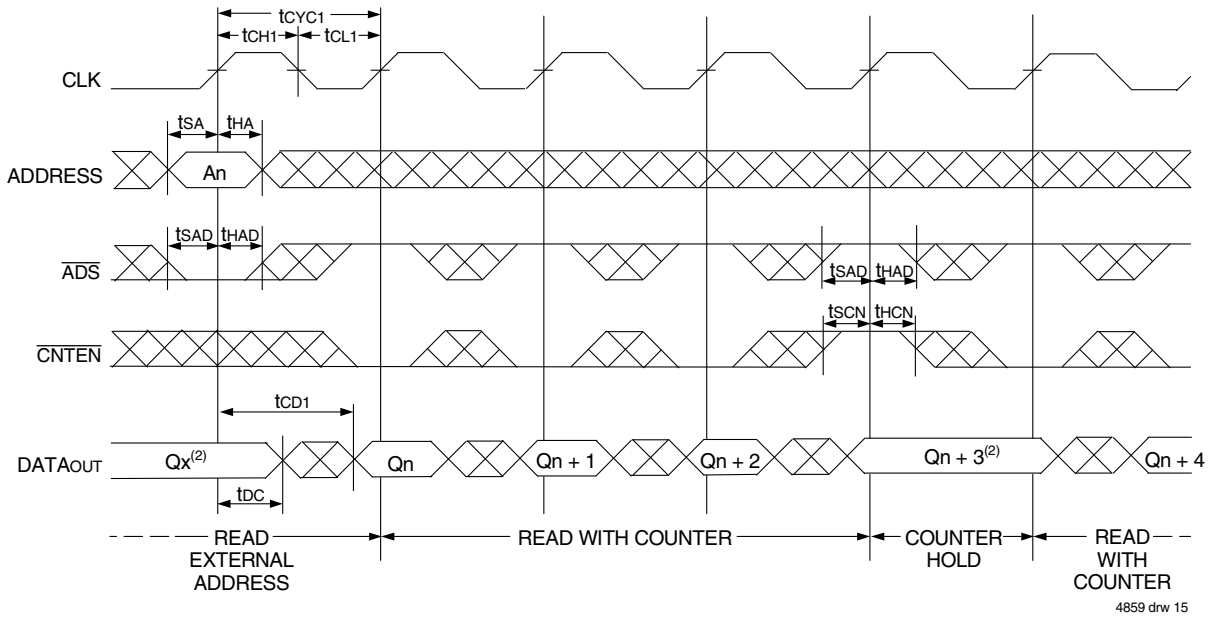 tCYC1
tCH1 tCL1
CLK
tSA tHA
ADDRESS An
tSAD tHAD
ADS
tSAD tHAD
tSCN tHCN
CNTEN
tCD1
DATAOUT Qx(2) Qn Qn + 1 Qn + 2 Qn + 3(2) Qn + 4
tDC
READ EXTERNAL ADDRESS
READ WITH COUNTER
COUNTER HOLD
READ WITH COUNTER
4859 drw 15